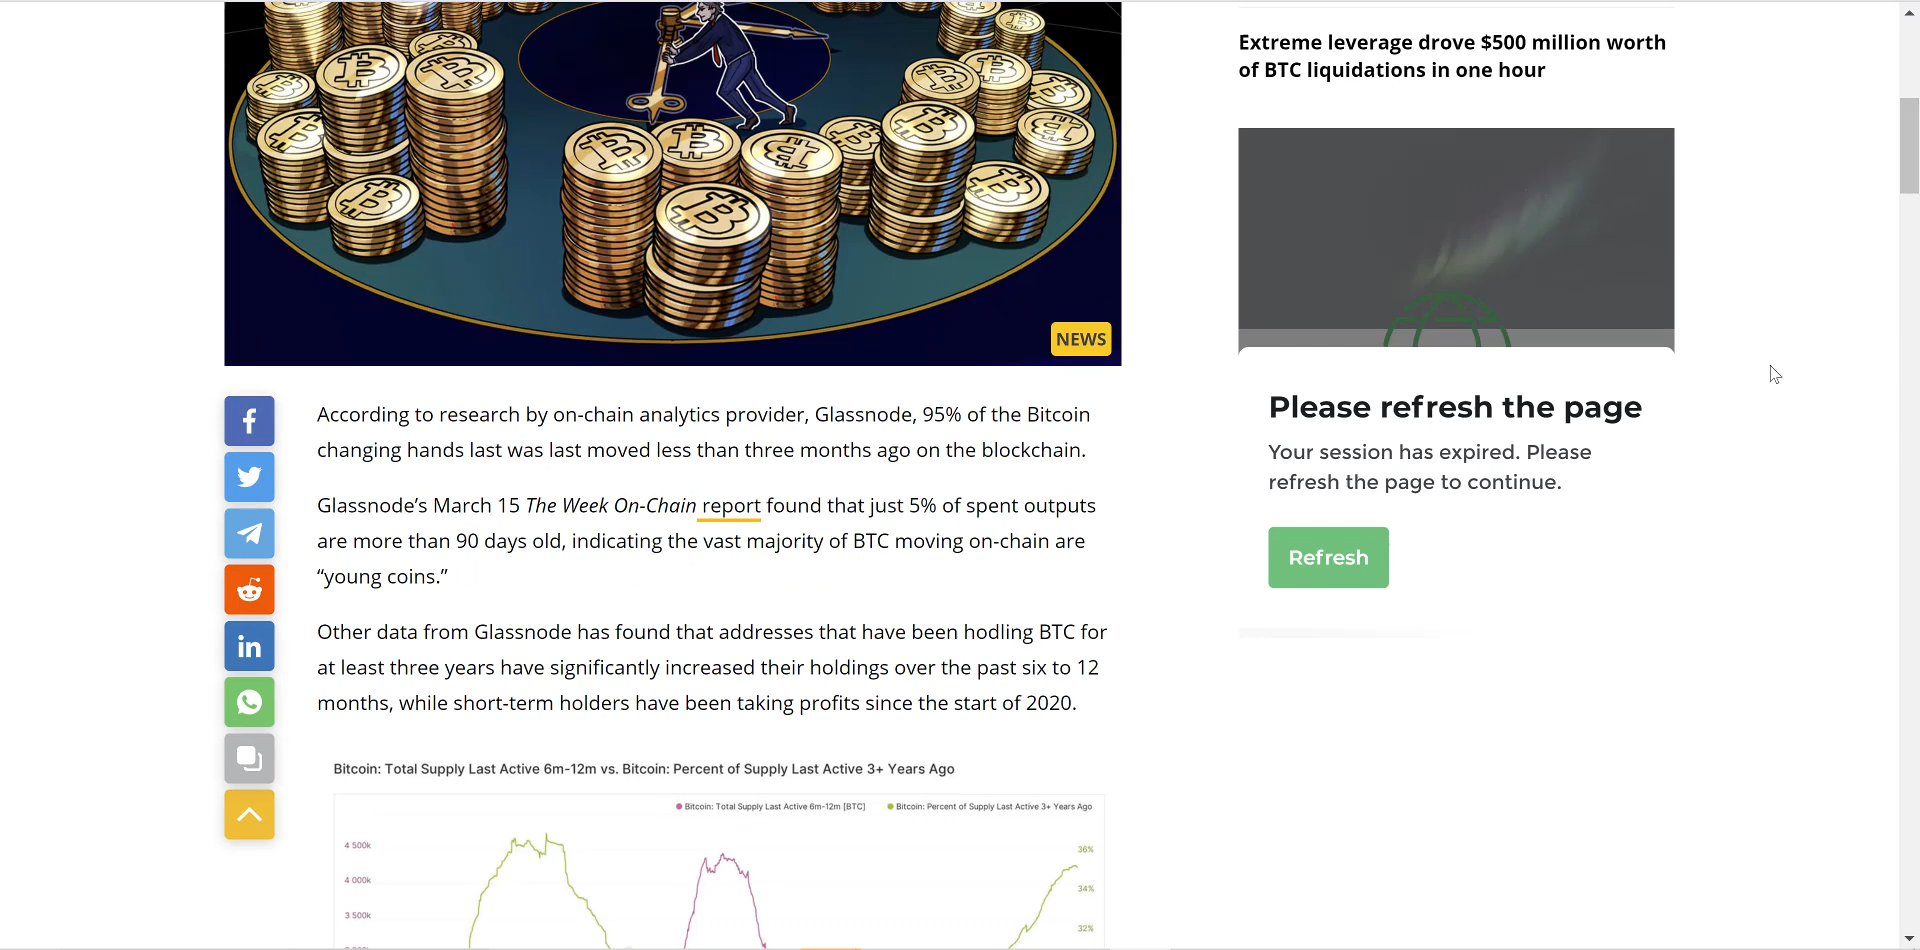 Extreme leverage drove $500 million worth
of BTC liquidations in one hour
NEWS
According to research by on-chain analytics provider, Glassnode, 95% of the Bitcoin
changing hands last was last moved less than three months ago on the blockchain.
Glassnode’s March 15 The Week On-Chain report found that just 5% of spent outputs
are more than 90 days old, indicating the vast majority of BTC moving on-chain are
“young coins.”
Other data from Glassnode has found that addresses that have been hodling BTC for
at least three years have significantly increased their holdings over the past six to 12
months, while short-term holders have been taking profits since the start of 2020.
Please refresh the page
Your session has expired. Please
refresh the page to continue.
Refresh
Bitcoin: Total Supply Last Active 6m-12m vs. Bitcoin: Percent of Supply Last Active 3+ Years Ago
Bitcoin: Total Supply Last Active 6m-12m [BTC]
Bitcoin: Percent of Supply Last Active 3+ Years Ago
4 500k
4 000k
3 500k
36%
34%
32%